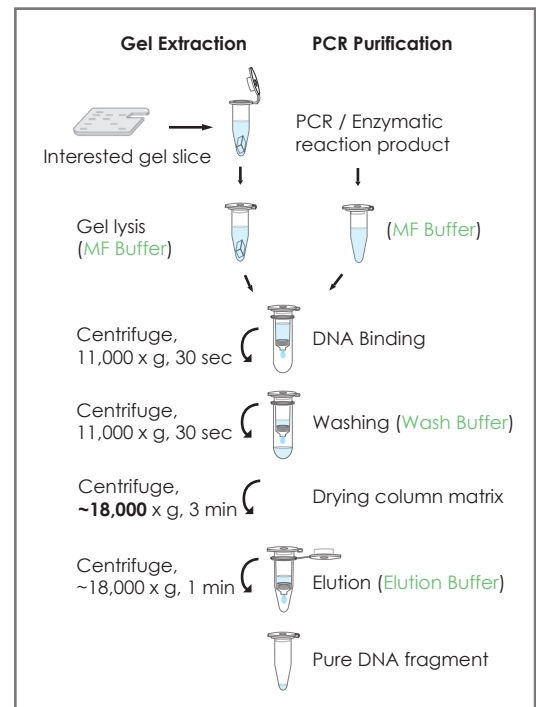 Gel Extraction
PCR Purification
Interested gel slice
PCR / Enzymatic
reaction product
Gel lysis
(MF Buffer)
(MF Buffer)
Centrifuge,
11,000 x g, 30 sec
DNA Binding
Centrifuge,
11,000 x g, 30 sec
Washing (Wash Buffer)
Centrifuge,
~18,000 x g, 3 min
Drying column matrix
Centrifuge,
~18,000 x g, 1 min
Elution (Elution Buffer)
Pure DNA fragment